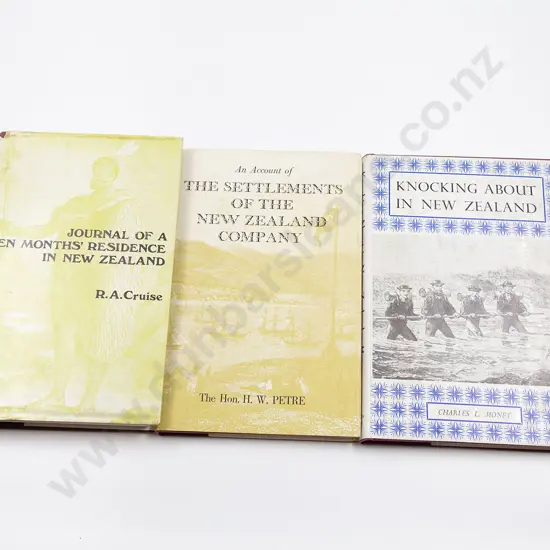 JOURNAL OF A
EN MONTHS' RESIDENCE
IN NEW ZEALAND
R.A.Cruise
An Account of
THE SETTLEMENTS
OF THE
NEW ZEALAND
COMPANY
The Hon. H. W. PETRE
KNOCKING ABOUT
IN NEW ZEALAND
CHARLES L. MONEY